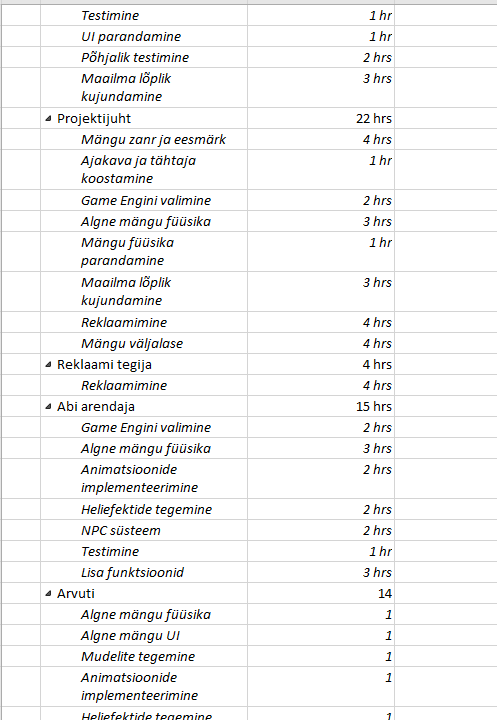 Testimine 1 hr
UI parandamine 1 hr
Põhjalik testimine 2 hrs
Maailma lõplik 3 hrs
kujundamine
Projektijuht 22 hrs
Mängu zanr ja eesmärk 4 hrs
Ajakava ja tähtaja 1 hr
koostamine
Game Engini valimine 2 hrs
Algne mängu füüsika 3 hrs
Mängu füüsika 1 hr
parandamine
Maailma lõplik 3 hrs
kujundamine
Reklaamimine 4 hrs
Mängu väljalase 4 hrs
Reklaami tegija 4 hrs
Reklaamimine 4 hrs
Abi arendaja 15 hrs
Game Engini valimine 2 hrs
Algne mängu füüsika 3 hrs
Animatsioonide 2 hrs
implementeerimine
Heliefektide tegemine 2 hrs
NPC süsteem 2 hrs
Testimine 1 hr
Lisa funktsioonid 3 hrs
Arvuti 14
Algne mängu füüsika 1
Algne mängu UI 1
Mudelite tegemine 1
Animatsioonide 1
implementeerimine
Heliefektide tegemine 1